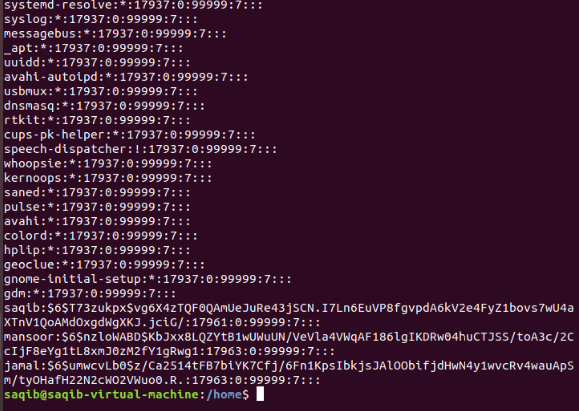 systemd-resolve:*:17937:0:99999:7:::
syslog:*:17937:0:99999:7:::
messagebus:*:17937:0:99999:7:::
_apt:*:17937:0:99999:7:::
uuidd:*:17937:0:99999:7:::
avahi-autoipd:*:17937:0:99999:7:::
usbmux:*:17937:0:99999:7:::
dnsmasq:*:17937:0:99999:7:::
rtkit:*:17937:0:99999:7:::
cups-pk-helper:*:17937:0:99999:7:::
speech-dispatcher:!:17937:0:99999:7:::
whoopsie:*:17937:0:99999:7:::
kernoops:*:17937:0:99999:7:::
saned:*:17937:0:99999:7:::
pulse:*:17937:0:99999:7:::
avahi:*:17937:0:99999:7:::
colord:*:17937:0:99999:7:::
hplip:*:17937:0:99999:7:::
geoclue:*:17937:0:99999:7:::
gnome-initial-setup:*:17937:0:99999:7:::
gdm:*:17937:0:99999:7:::
saqib:$6$T73zukpx$vg6X4zTQF0QAmUeJuRe43jSCN.I7Ln6EuVP8fgvpdA6kV2e4FyZ1bovs7wU4a
XTnV1QoAMdOxgdWgXKJ.jciG/:17961:0:99999:7:::
mansoor:$6$nzloWABD$KbJxx8LQZYtB1wUWuUN/VeVla4VWqAF186lgIKDRw04huCTJSS/toA3c/2C
cIjF8eYg1tL8xmJ0zM2fY1gRwg1:17963:0:99999:7:::
jamal:$6$umwcvLb0$z/Ca2514tFB7biYK7Cfj/6Fn1KpsIbkjsJAlOObifjdHwN4y1wvcRv4wauApS
m/tyOHafH22N2cWO2VWuo0.R.:17963:0:99999:7:::
saqib@saqib-virtual-machine:/home$